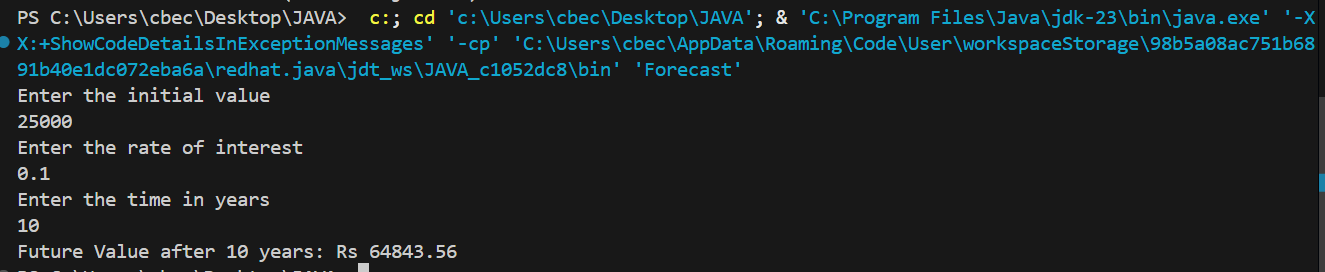 PS C:\Users\cbec\Desktop\JAVA>  c:; cd 'c:\Users\cbec\Desktop\JAVA'; & 'C:\Program Files\Java\jdk-23\bin\java.exe' '-X
X:+ShowCodeDetailsInExceptionMessages' '-cp' 'C:\Users\cbec\AppData\Roaming\Code\User\workspaceStorage\98b5a08ac751b68
91b40e1dc072eba6a\redhat.java\jdt_ws\JAVA_c1052dc8\bin' 'Forecast'
Enter the initial value
25000
Enter the rate of interest
0.1
Enter the time in years
10
Future Value after 10 years: Rs 64843.56